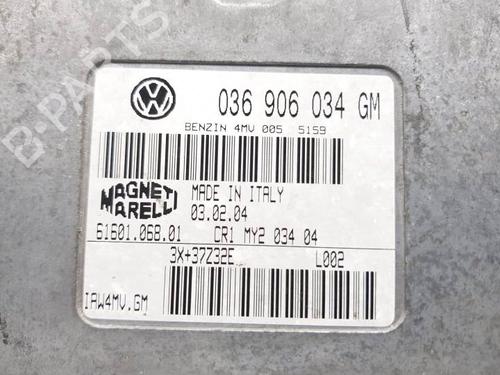 B-PARTS
036 906 034 GM
BENZIN 4MV 005 5159
MAGNETI MARELLI
MADE IN ITALY
03.02.04
61601.068.01 CR1 MY2 034 04
3X+37Z32E L002
IAW4MV.GM